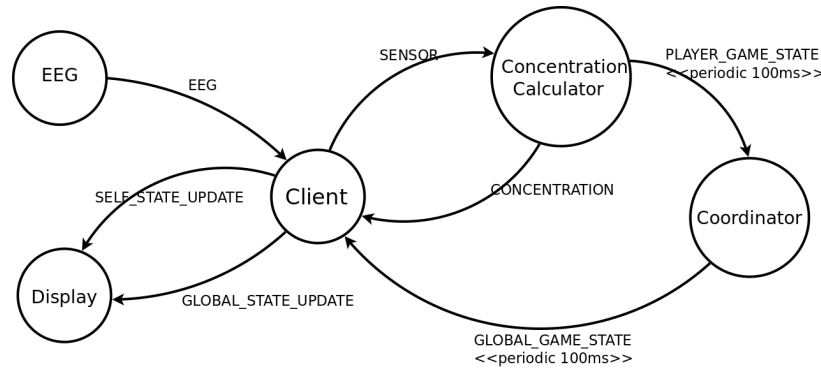 EEG
EEG
SENSOR
Concentration
Calculator
PLAYER_GAME_STATE
<<periodic 100ms>>
SELF_STATE_UPDATE
Client
CONCENTRATION
Coordinator
Display
GLOBAL_STATE_UPDATE
GLOBAL_GAME_STATE
<<periodic 100ms>>